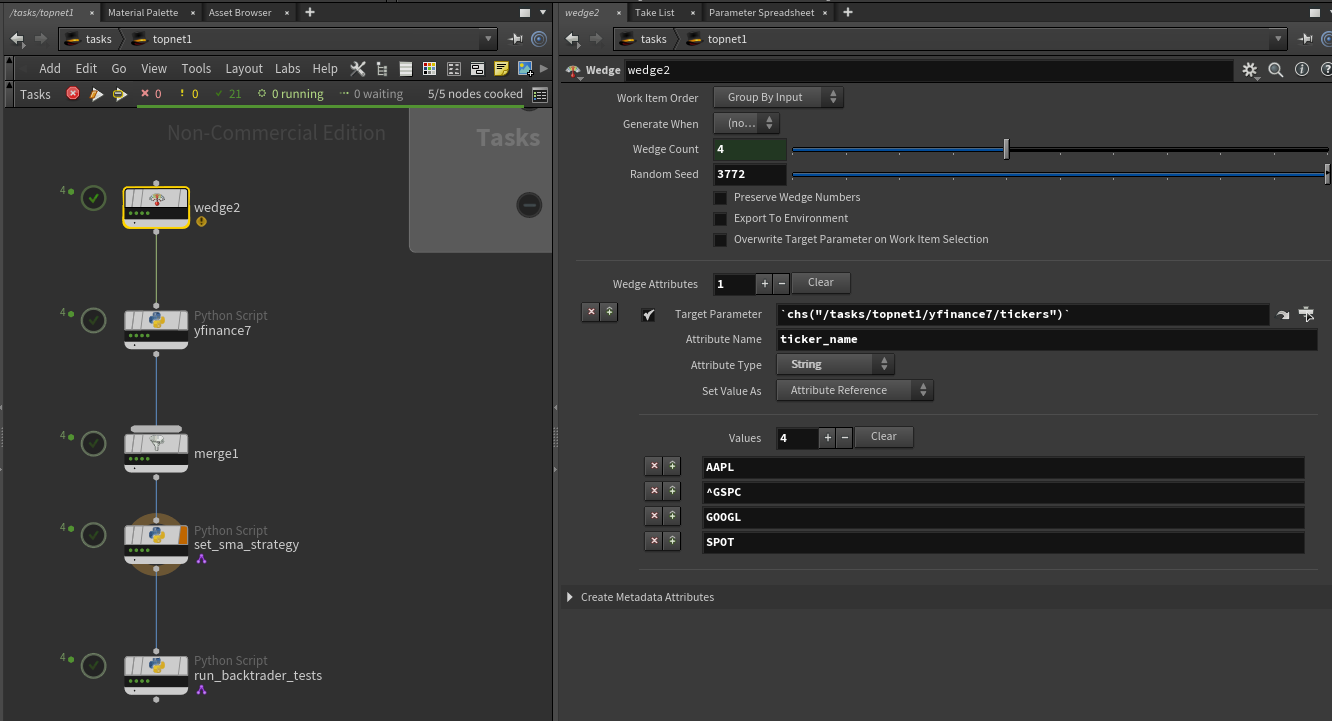 /tasks/topnet1 × Material Palette × Asset Browser × +
tasks topnet1
Add Edit Go View Tools Layout Labs Help
Tasks 0 0 21 0 running 0 waiting 5/5 nodes cooked
Non-Commercial Edition
Tasks
4 wedge2
Python Script
4 yfinance7
4 merge1
Python Script
4 set_sma_strategy
Python Script
4 run_backtrader_tests
wedge2 × Take List × Parameter Spreadsheet × +
tasks topnet1
Wedge wedge2
Work Item Order Group By Input
Generate When (no...
Wedge Count 4
Random Seed 3772
Preserve Wedge Numbers
Export To Environment
Overwrite Target Parameter on Work Item Selection
Wedge Attributes 1 + − Clear
Target Parameter `chs("/tasks/topnet1/yfinance7/tickers")`
Attribute Name ticker_name
Attribute Type String
Set Value As Attribute Reference
Values 4 + − Clear
AAPL
^GSPC
GOOGL
SPOT
Create Metadata Attributes